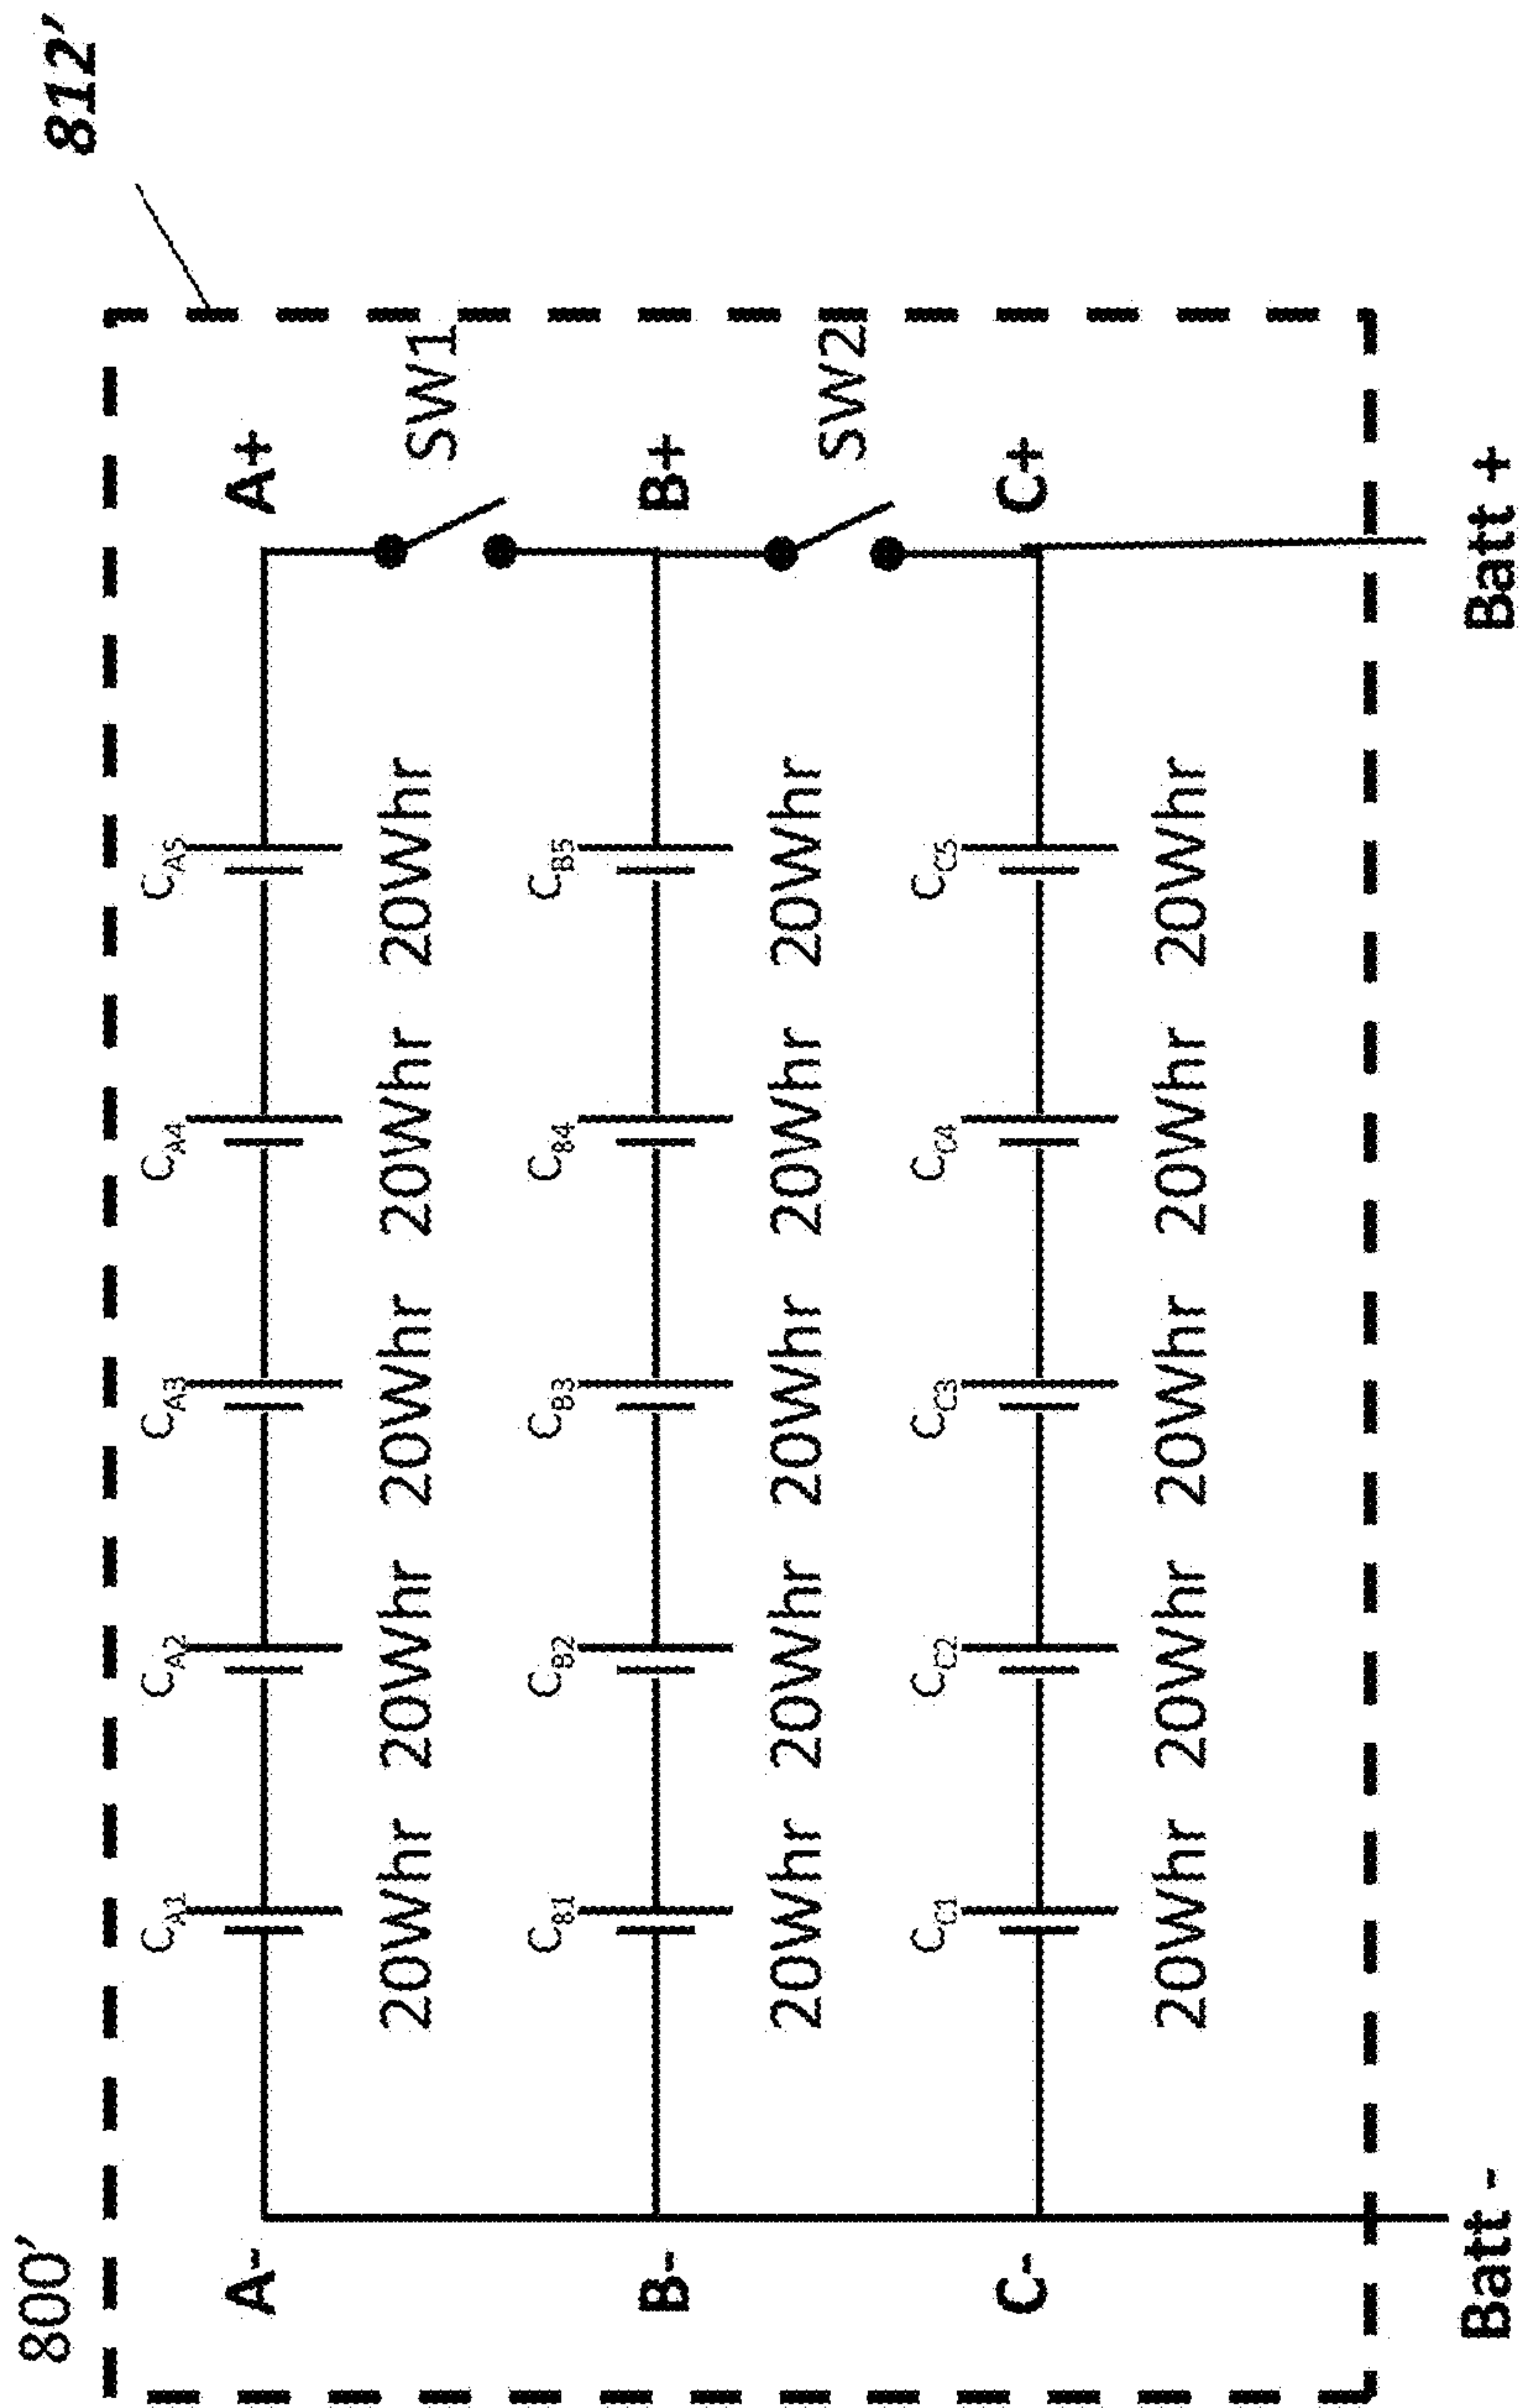 800′
812′
C_A1 C_A2 C_A3 C_A4 C_A5
A- A+
20Whr 20Whr 20Whr 20Whr 20Whr
SW1
C_B1 C_B2 C_B3 C_B4 C_B5
B- B+
20Whr 20Whr 20Whr 20Whr 20Whr
SW2
C_C1 C_C2 C_C3 C_C4 C_C5
C- C+
20Whr 20Whr 20Whr 20Whr 20Whr
Batt - Batt +